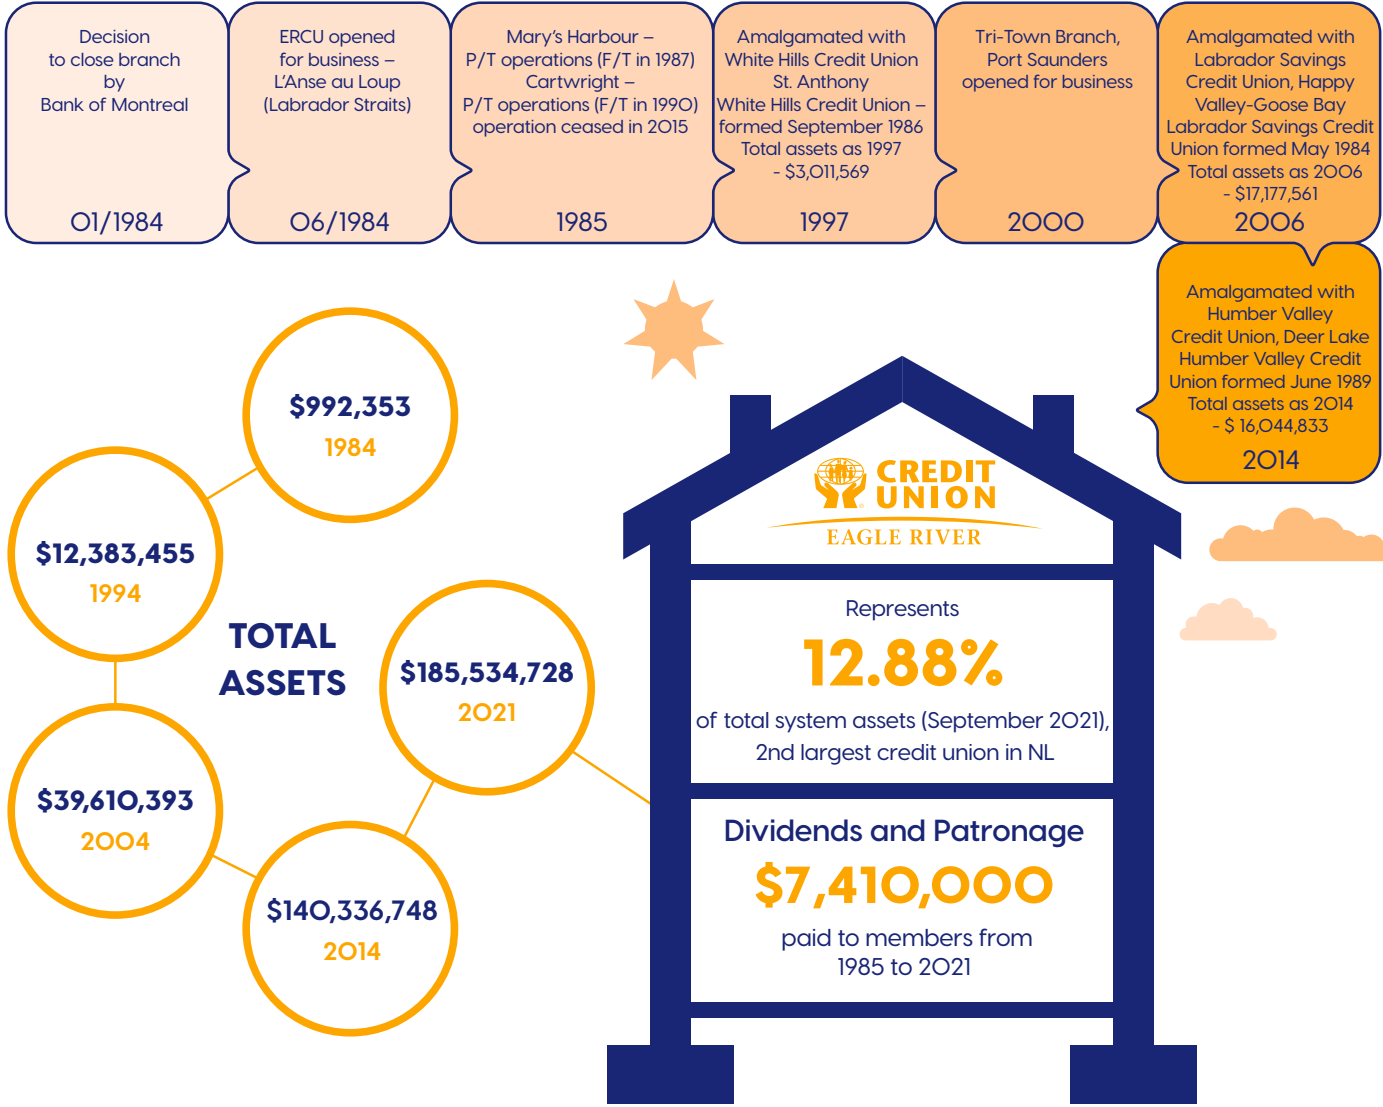 Decision
to close branch
by
Bank of Montreal
01/1984
ERCU opened
for business –
L’Anse au Loup
(Labrador Straits)
06/1984
Mary’s Harbour –
P/T operations (F/T in 1987)
Cartwright –
P/T operations (F/T in 1990)
operation ceased in 2015
1985
Amalgamated with
White Hills Credit Union
St. Anthony
White Hills Credit Union –
formed September 1986
Total assets as 1997
- $3,011,569
1997
Tri-Town Branch,
Port Saunders
opened for business
2000
Amalgamated with
Labrador Savings
Credit Union, Happy
Valley-Goose Bay
Labrador Savings Credit
Union formed May 1984
Total assets as 2006
- $17,177,561
2006
Amalgamated with
Humber Valley
Credit Union, Deer Lake
Humber Valley Credit
Union formed June 1989
Total assets as 2014
- $ 16,044,833
2014
$992,353
1984
$12,383,455
1994
TOTAL
ASSETS
$39,610,393
2004
$140,336,748
2014
$185,534,728
2021
CREDIT
UNION
®
EAGLE RIVER
Represents
12.88%
of total system assets (September 2021),
2nd largest credit union in NL
Dividends and Patronage
$7,410,000
paid to members from
1985 to 2021